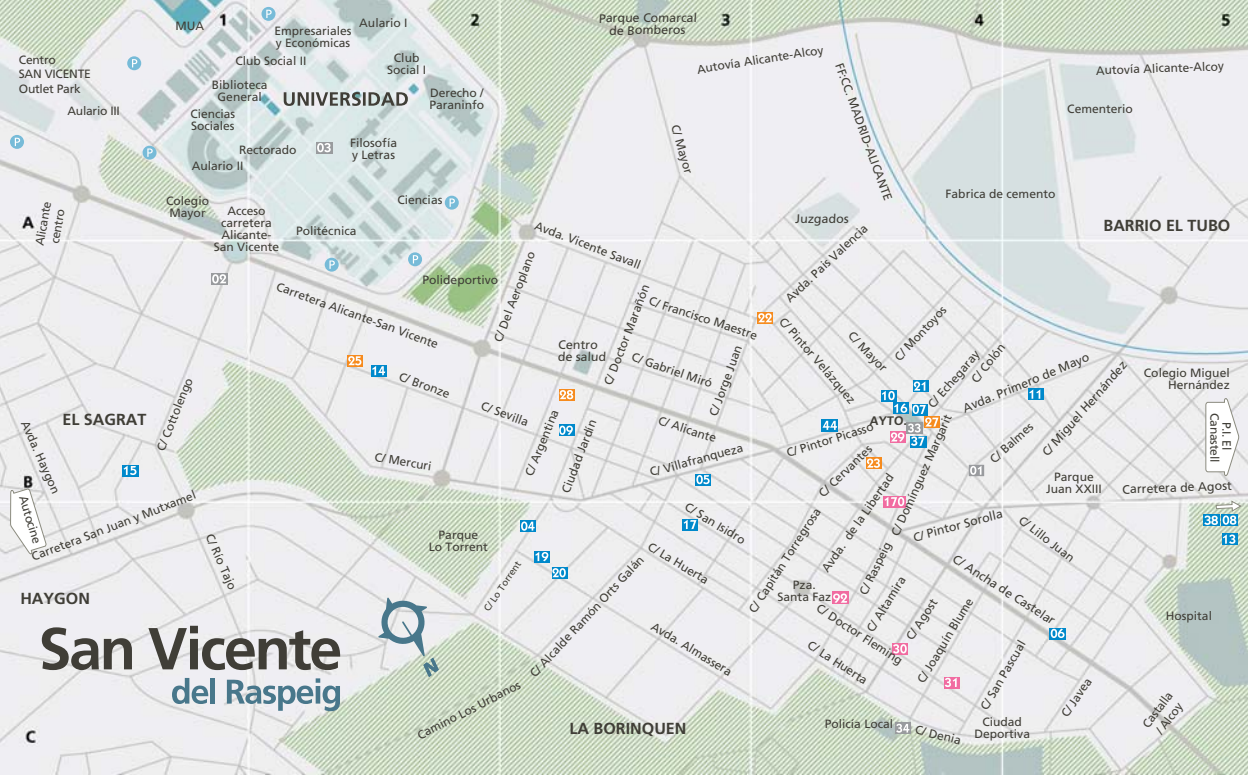 1
2
3
4
5
A
B
C
MUA
P
Empresariales
y Económicas
Aulario I
Club Social II
Club
Social I
Centro
SAN VICENTE
Outlet Park
P
Biblioteca
General
UNIVERSIDAD
Derecho /
Paraninfo
Aulario III
Ciencias
Sociales
P
P
Rectorado
03
Filosofía
y Letras
Aulario II
Colegio
Mayor
Ciencias
P
Alicante
centro
Acceso
carretera
Alicante-
San Vicente
Politécnica
P
P
02
Polideportivo
Parque Comarcal
de Bomberos
Autovia Alicante-Alcoy
Autovía Alicante-Alcoy
C/ Mayor
FF.CC. MADRID-ALICANTE
Cementerio
Fabrica de cemento
Juzgados
BARRIO EL TUBO
Avda. Vicente Savall
Avda. País Valencia
Carretera Alicante-San Vicente
C/ Del Aeroplano
C/ Doctor Marañón
C/ Francisco Maestre
22
C/ Pintor Velázquez
C/ Mayor
C/ Montoyos
Centro
de salud
C/ Gabriel Miró
C/ Jorge Juan
C/ Echegaray
C/ Colón
Avda. Primero de Mayo
Colegio Miguel
Hernández
25
14
C/ Bronze
C/ Sevilla
28
09
C/ Argentina
Ciudad Jardín
C/ Alicante
C/ Villafranqueza
05
44
C/ Pintor Picasso
10
21
16
07
AYTO.
27
33
29
37
11
C/ Miguel Hernández
C/ Balmes
P.I. El
Canastell
EL SAGRAT
C/ Cottolengo
Avda. Haygon
15
C/ Mercuri
Autocine
Carretera San Juan y Mutxamel
C/ Cervantes
23
C/ Domínguez Margarit
01
170
Parque
Juan XXIII
Carretera de Agost
38
08
13
Parque
Lo Torrent
04
19
20
17
C/ San Isidro
C/ La Huerta
C/ Capitán Torregrosa
Avda. de la Libertad
C/ Pintor Sorolla
C/ Lillo Juan
C/ Raspeig
C/ Río Tajo
C/ Lo Torrent
C/ Alcalde Ramón Orts Galán
Pza.
Santa Faz
92
C/ Altamira
C/ Ancha de Castelar
HAYGON
San Vicente
del Raspeig
N
C/ Doctor Fleming
C/ Agost
06
Hospital
Avda. Almassera
C/ La Huerta
30
C/ Joaquín Blume
31
C/ San Pascual
Camino Los Urbanos
LA BORINQUEN
Policia Local
34
C/ Denia
Ciudad
Deportiva
C/ Javea
Castalla
/ Alcoy